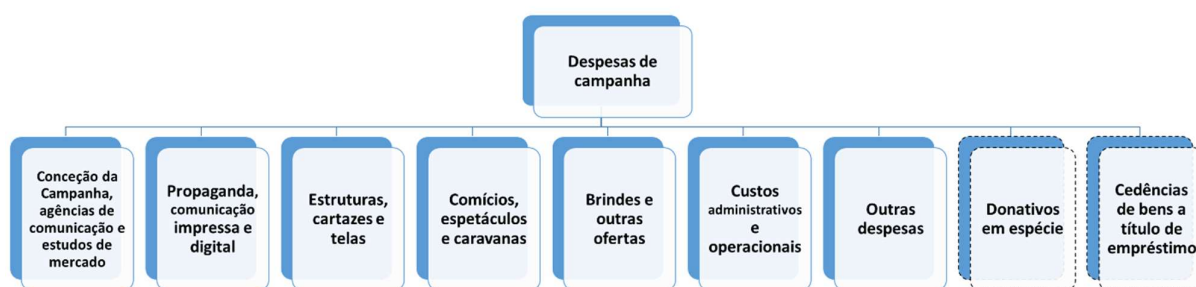 Despesas de
campanha
Conceção da
Campanha,
agências de
comunicação e
estudos de
mercado
Propaganda,
comunicação
impressa e
digital
Estruturas,
cartazes e
telas
Comícios,
espetáculos
e caravanas
Brindes e
outras
ofertas
Custos
administrativos
e
operacionais
Outras
despesas
Donativos
em espécie
Cedências
de bens a
título de
empréstimo